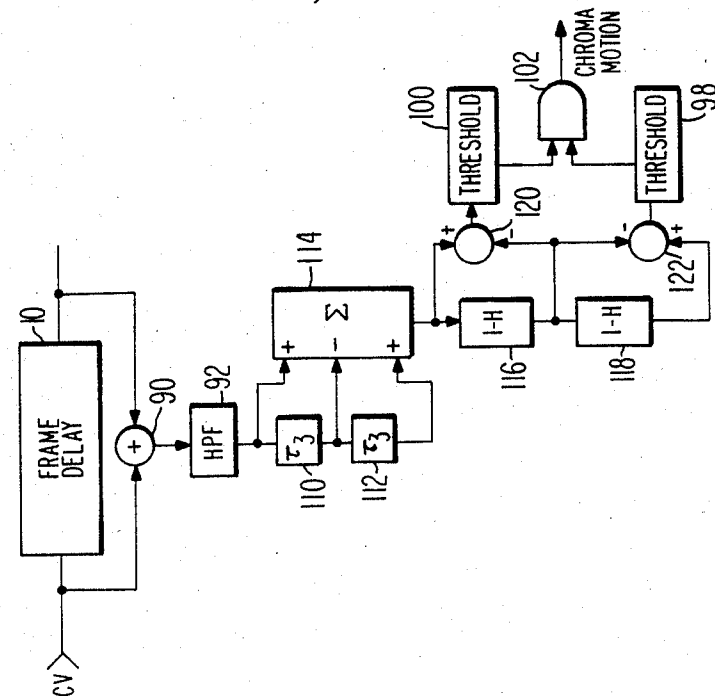 CV
10
FRAME
DELAY
+
90
HPF
92
τ3
110
τ3
112
+
-
+
Σ
114
1-H
116
1-H
118
+
-
120
-
+
122
100
THRESHOLD
THRESHOLD
98
102
CHROMA
MOTION